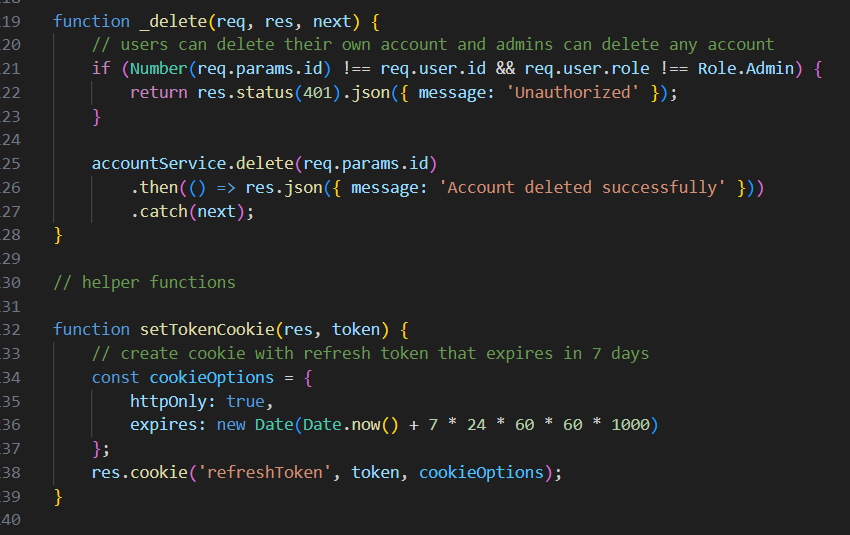 19 function _delete(req, res, next) {
20     // users can delete their own account and admins can delete any account
21     if (Number(req.params.id) !== req.user.id && req.user.role !== Role.Admin) {
22         return res.status(401).json({ message: 'Unauthorized' });
23     }
24
25     accountService.delete(req.params.id)
26         .then(() => res.json({ message: 'Account deleted successfully' }))
27         .catch(next);
28 }
29
30 // helper functions
31
32 function setTokenCookie(res, token) {
33     // create cookie with refresh token that expires in 7 days
34     const cookieOptions = {
35         httpOnly: true,
36         expires: new Date(Date.now() + 7 * 24 * 60 * 60 * 1000)
37     };
38     res.cookie('refreshToken', token, cookieOptions);
39 }
40